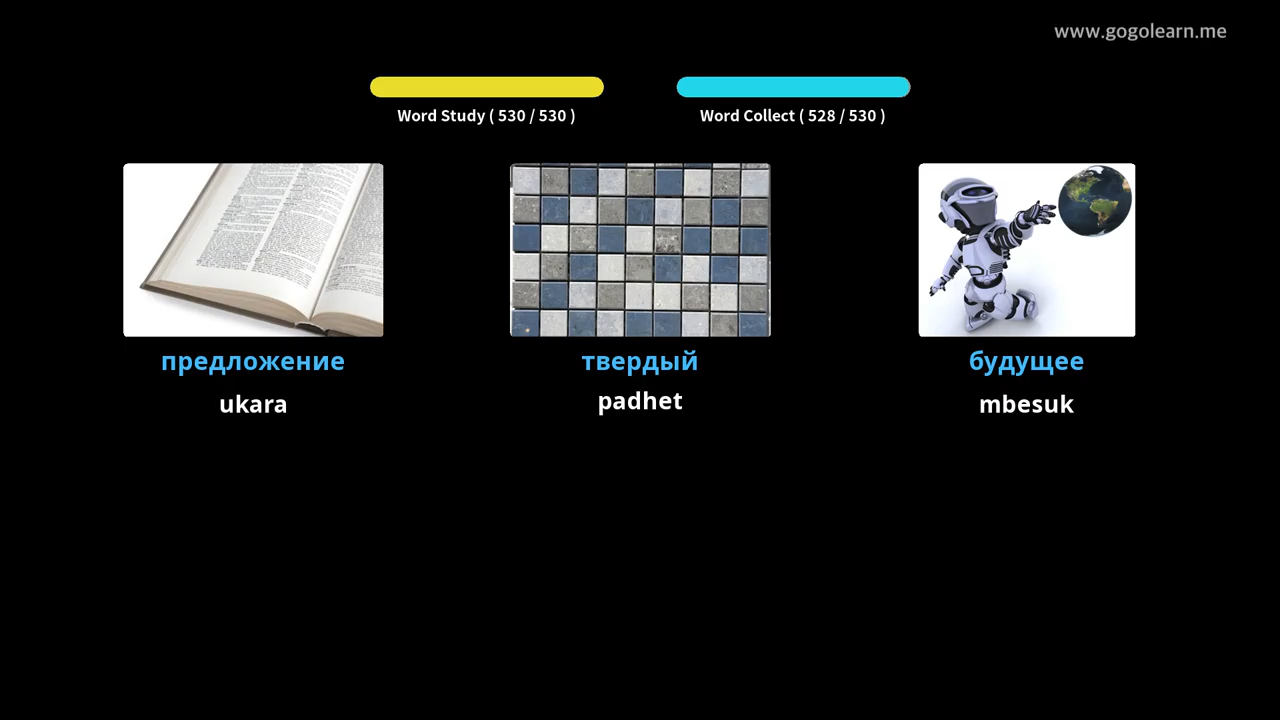 www.gogolearn.me
Word Study ( 530 / 530 )
Word Collect ( 528 / 530 )
предложение
твердый
будущее
ukara
padhet
mbesuk